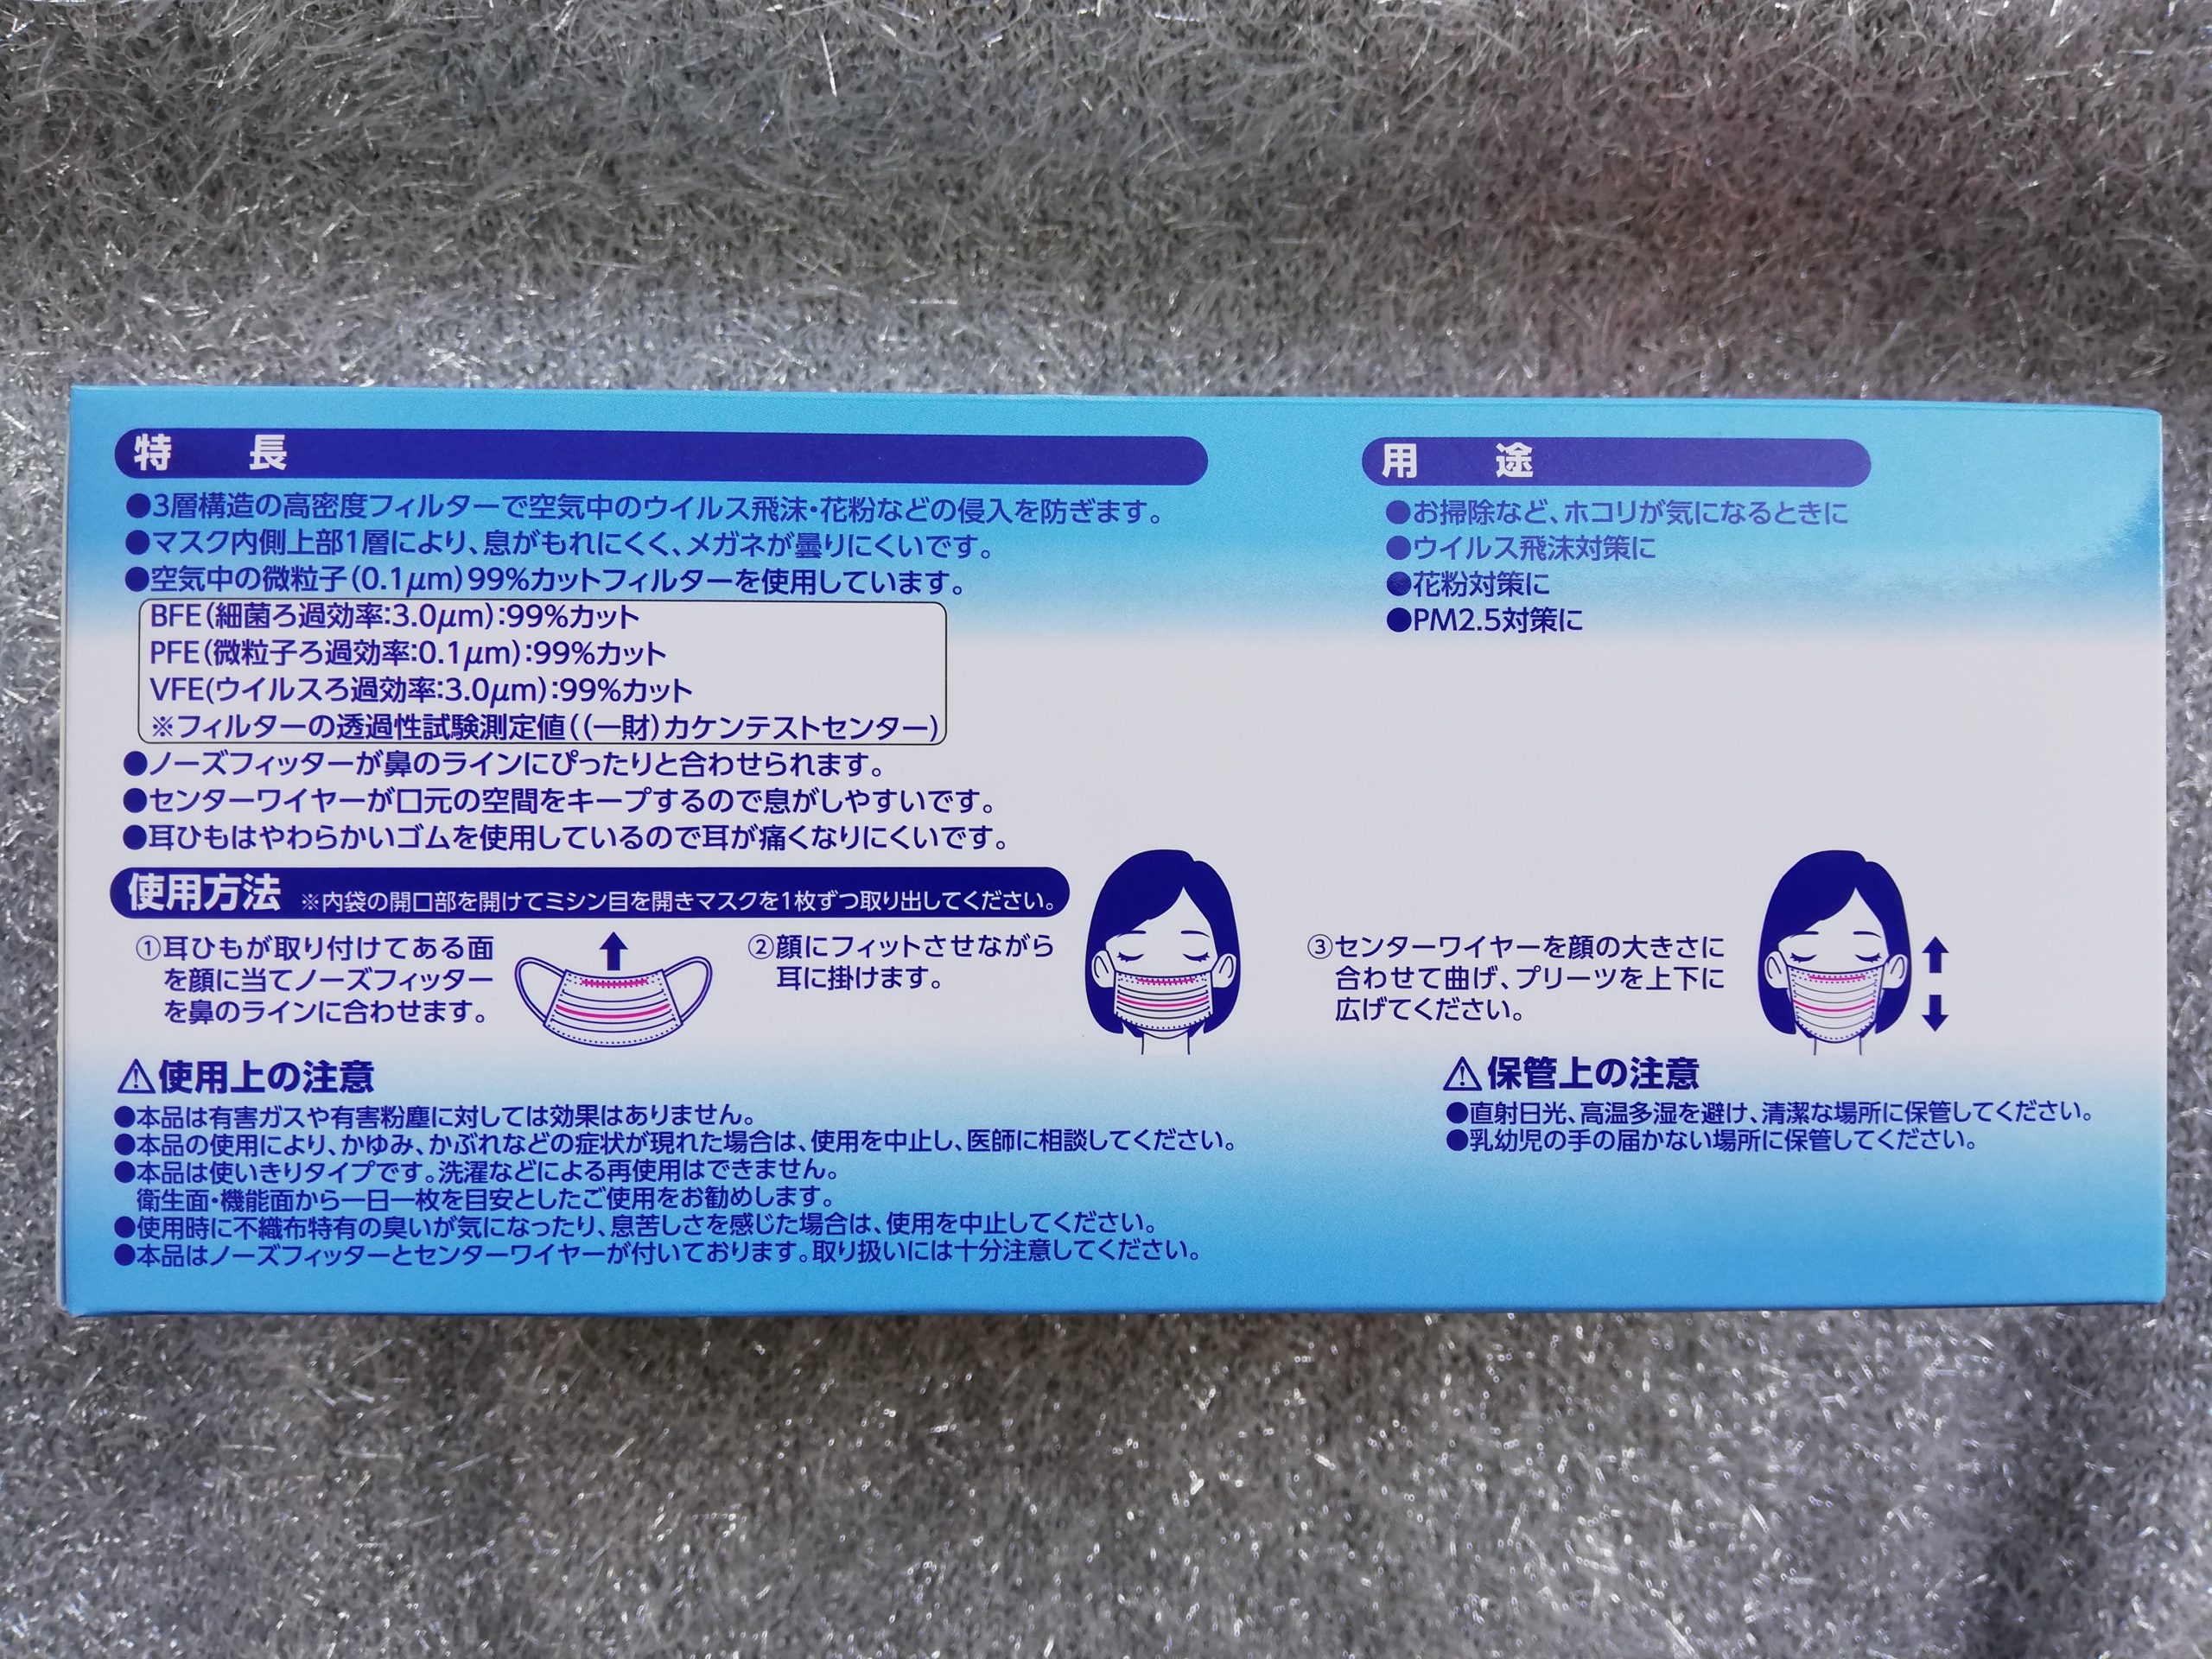 特　長
●3層構造の高密度フィルターで空気中のウイルス飛沫・花粉などの侵入を防ぎます。
●マスク内側上部1層により、息がもれにくく、メガネが曇りにくいです。
●空気中の微粒子(0.1μm)99%カットフィルターを使用しています。
BFE(細菌ろ過効率:3.0μm):99%カット
PFE(微粒子ろ過効率:0.1μm):99%カット
VFE(ウイルスろ過効率:3.0μm):99%カット
※フィルターの透過性試験測定値((一財)カケンテストセンター)
●ノーズフィッターが鼻のラインにぴったりと合わせられます。
●センターワイヤーが口元の空間をキープするので息がしやすいです。
●耳ひもはやわらかいゴムを使用しているので耳が痛くなりにくいです。
用　途
●お掃除など、ホコリが気になるときに
●ウイルス飛沫対策に
●花粉対策に
●PM2.5対策に
使用方法 ※内袋の開口部を開けてミシン目を開きマスクを1枚ずつ取り出してください。
①耳ひもが取り付けてある面
を顔に当てノーズフィッター
を鼻のラインに合わせます。
②顔にフィットさせながら
耳に掛けます。
③センターワイヤーを顔の大きさに
合わせて曲げ、プリーツを上下に
広げてください。
⚠使用上の注意
●本品は有害ガスや有害粉塵に対しては効果はありません。
●本品の使用により、かゆみ、かぶれなどの症状が現れた場合は、使用を中止し、医師に相談してください。
●本品は使いきりタイプです。洗濯などによる再使用はできません。
衛生面・機能面から一日一枚を目安としたご使用をお勧めします。
●使用時に不織布特有の臭いが気になったり、息苦しさを感じた場合は、使用を中止してください。
●本品はノーズフィッターとセンターワイヤーが付いております。取り扱いには十分注意してください。
⚠保管上の注意
●直射日光、高温多湿を避け、清潔な場所に保管してください。
●乳幼児の手の届かない場所に保管してください。